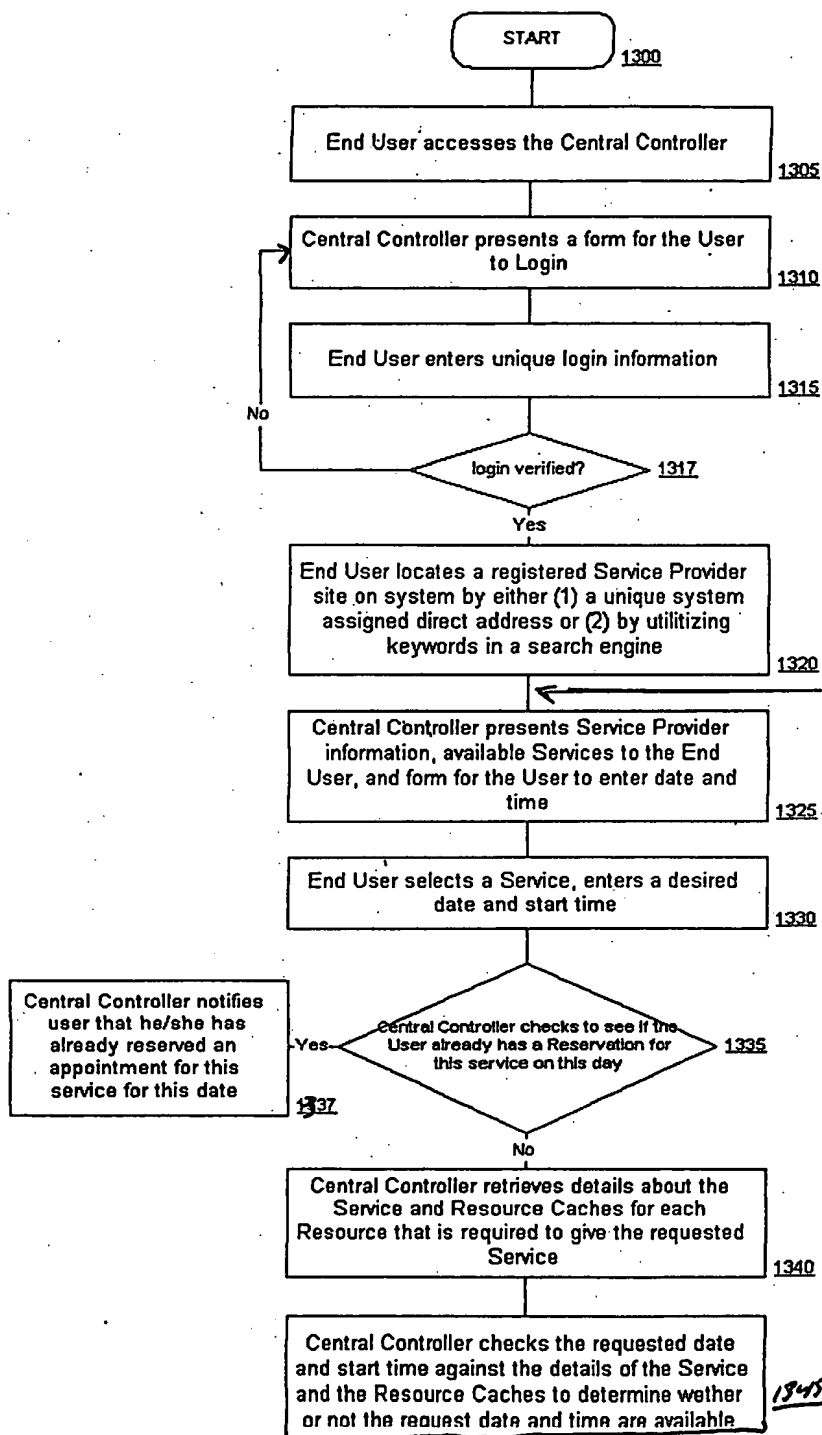 START
1300
End User accesses the Central Controller
1305
Central Controller presents a form for the User
to Login
1310
End User enters unique login information
1315
No
login verified?
1317
Yes
End User locates a registered Service Provider
site on system by either (1) a unique system
assigned direct address or (2) by utilitizing
keywords in a search engine
1320
Central Controller presents Service Provider
information, available Services to the End
User, and form for the User to enter date and
time
1325
End User selects a Service, enters a desired
date and start time
1330
Central Controller notifies
user that he/she has
already reserved an
appointment for this
service for this date
1337
Yes
Central Controller checks to see if the
User already has a Reservation for
this service on this day
1335
No
Central Controller retrieves details about the
Service and Resource Caches for each
Resource that is required to give the requested
Service
1340
Central Controller checks the requested date
and start time against the details of the Service
and the Resource Caches to determine wether
or not the request date and time are available
1345